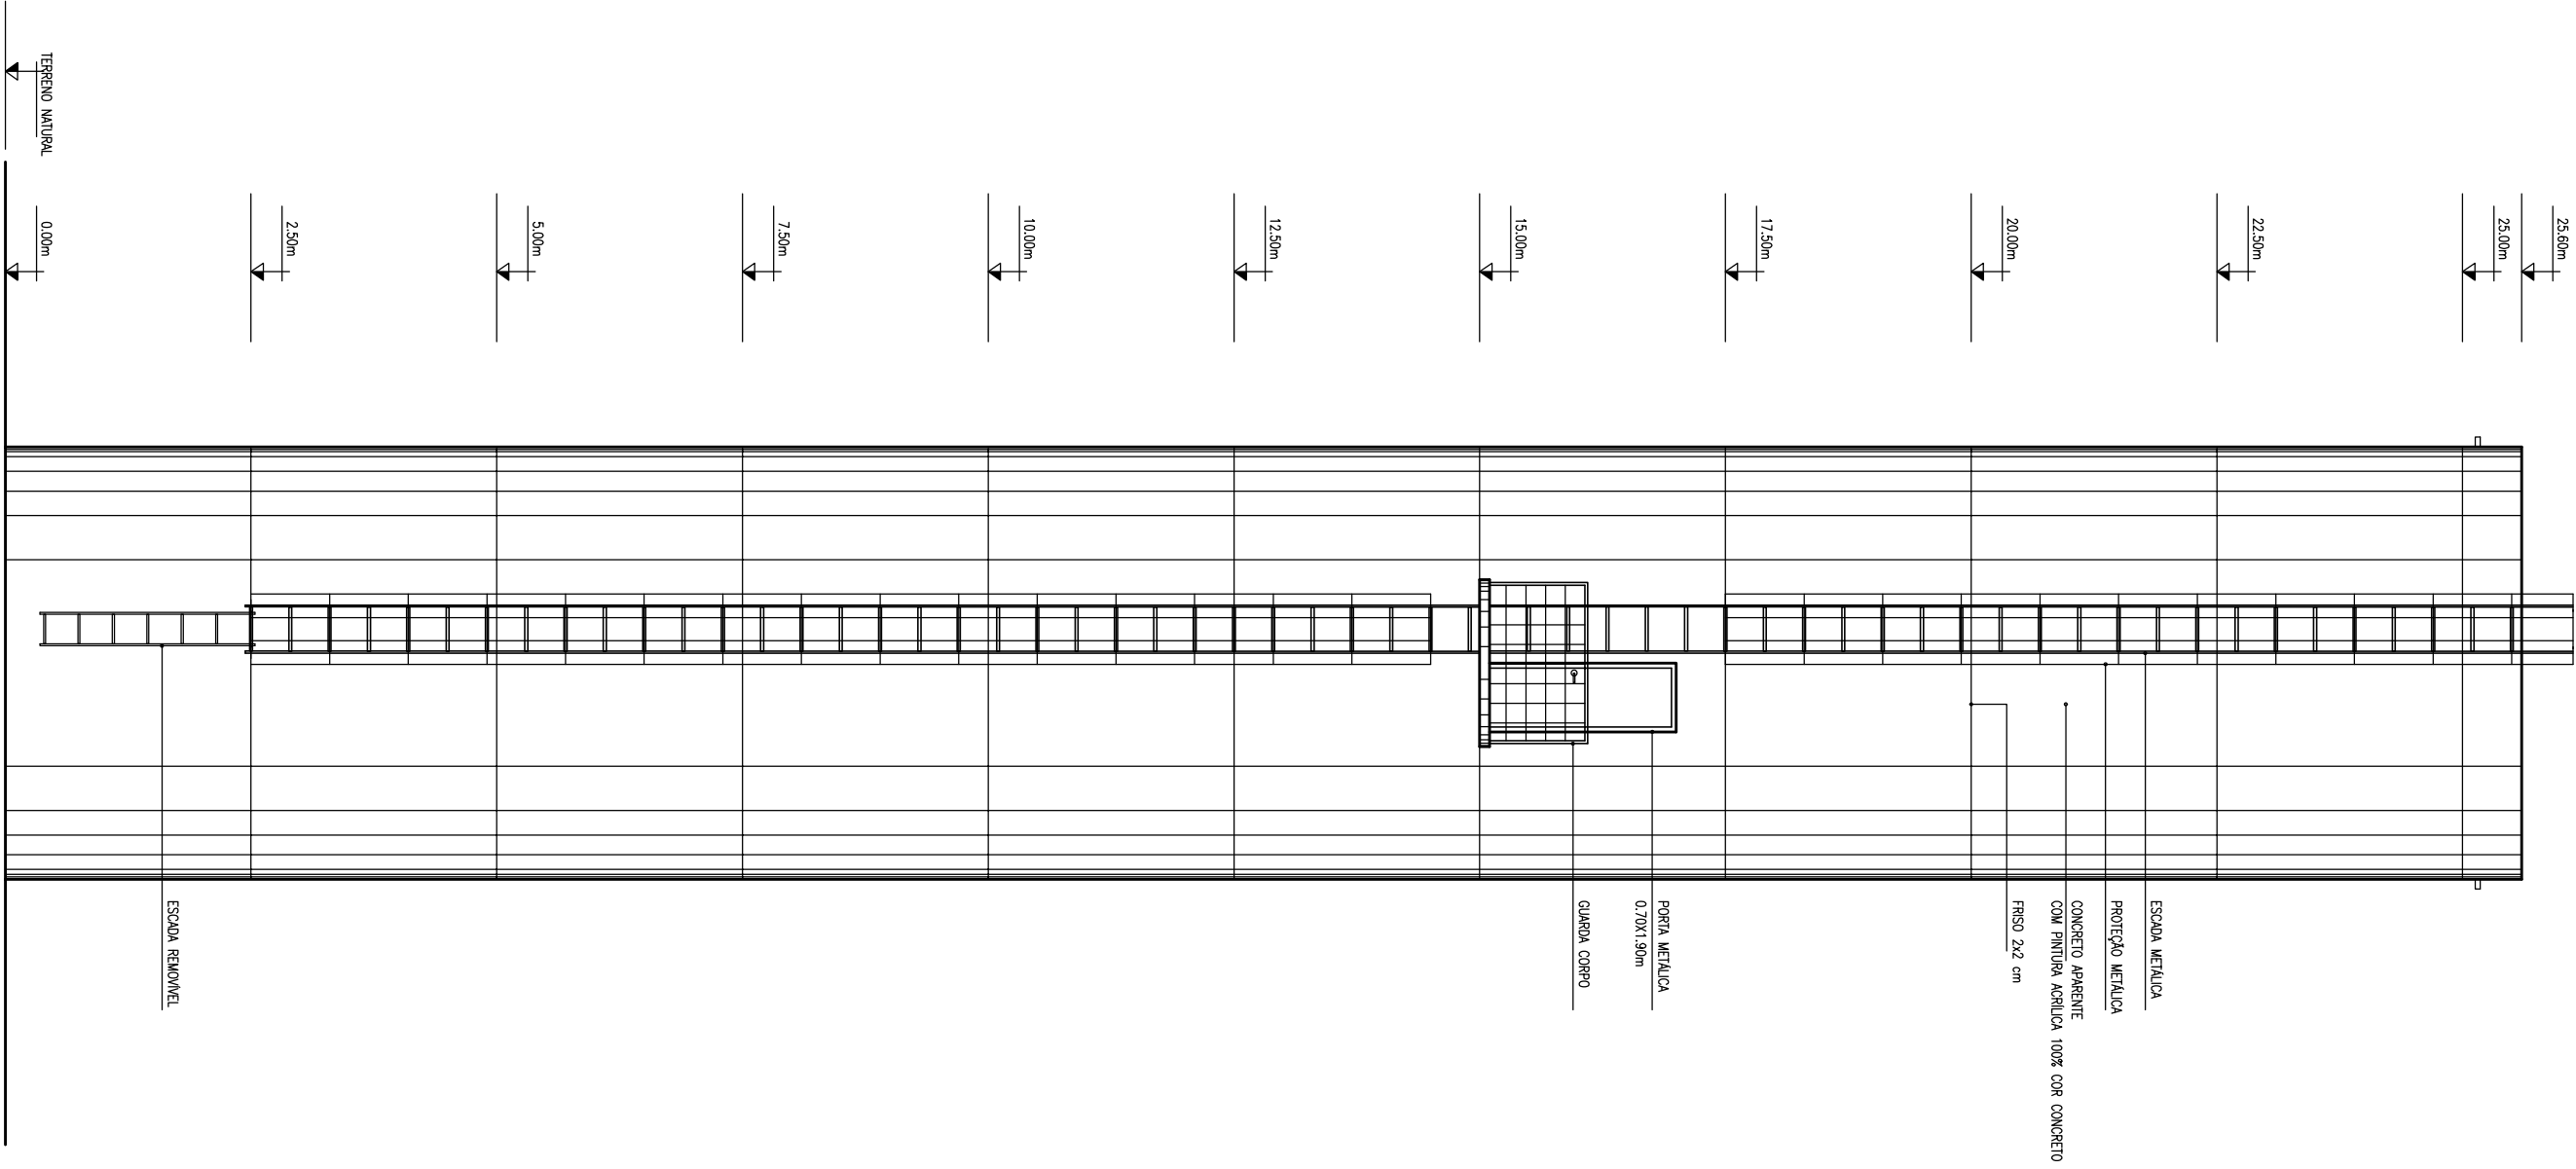 25.60m
25.00m
22.50m
20.00m
17.50m
15.00m
12.50m
10.00m
7.50m
5.00m
2.50m
0.00m
TERRENO NATURAL
ESCADA METÁLICA
PROTEÇÃO METÁLICA
CONCRETO APARENTE
COM PINTURA ACRÍLICA 100% COR CONCRETO
FRISO 2x2 cm
PORTA METÁLICA
0.70X1.90m
GUARDA CORPO
ESCADA REMOVÍVEL